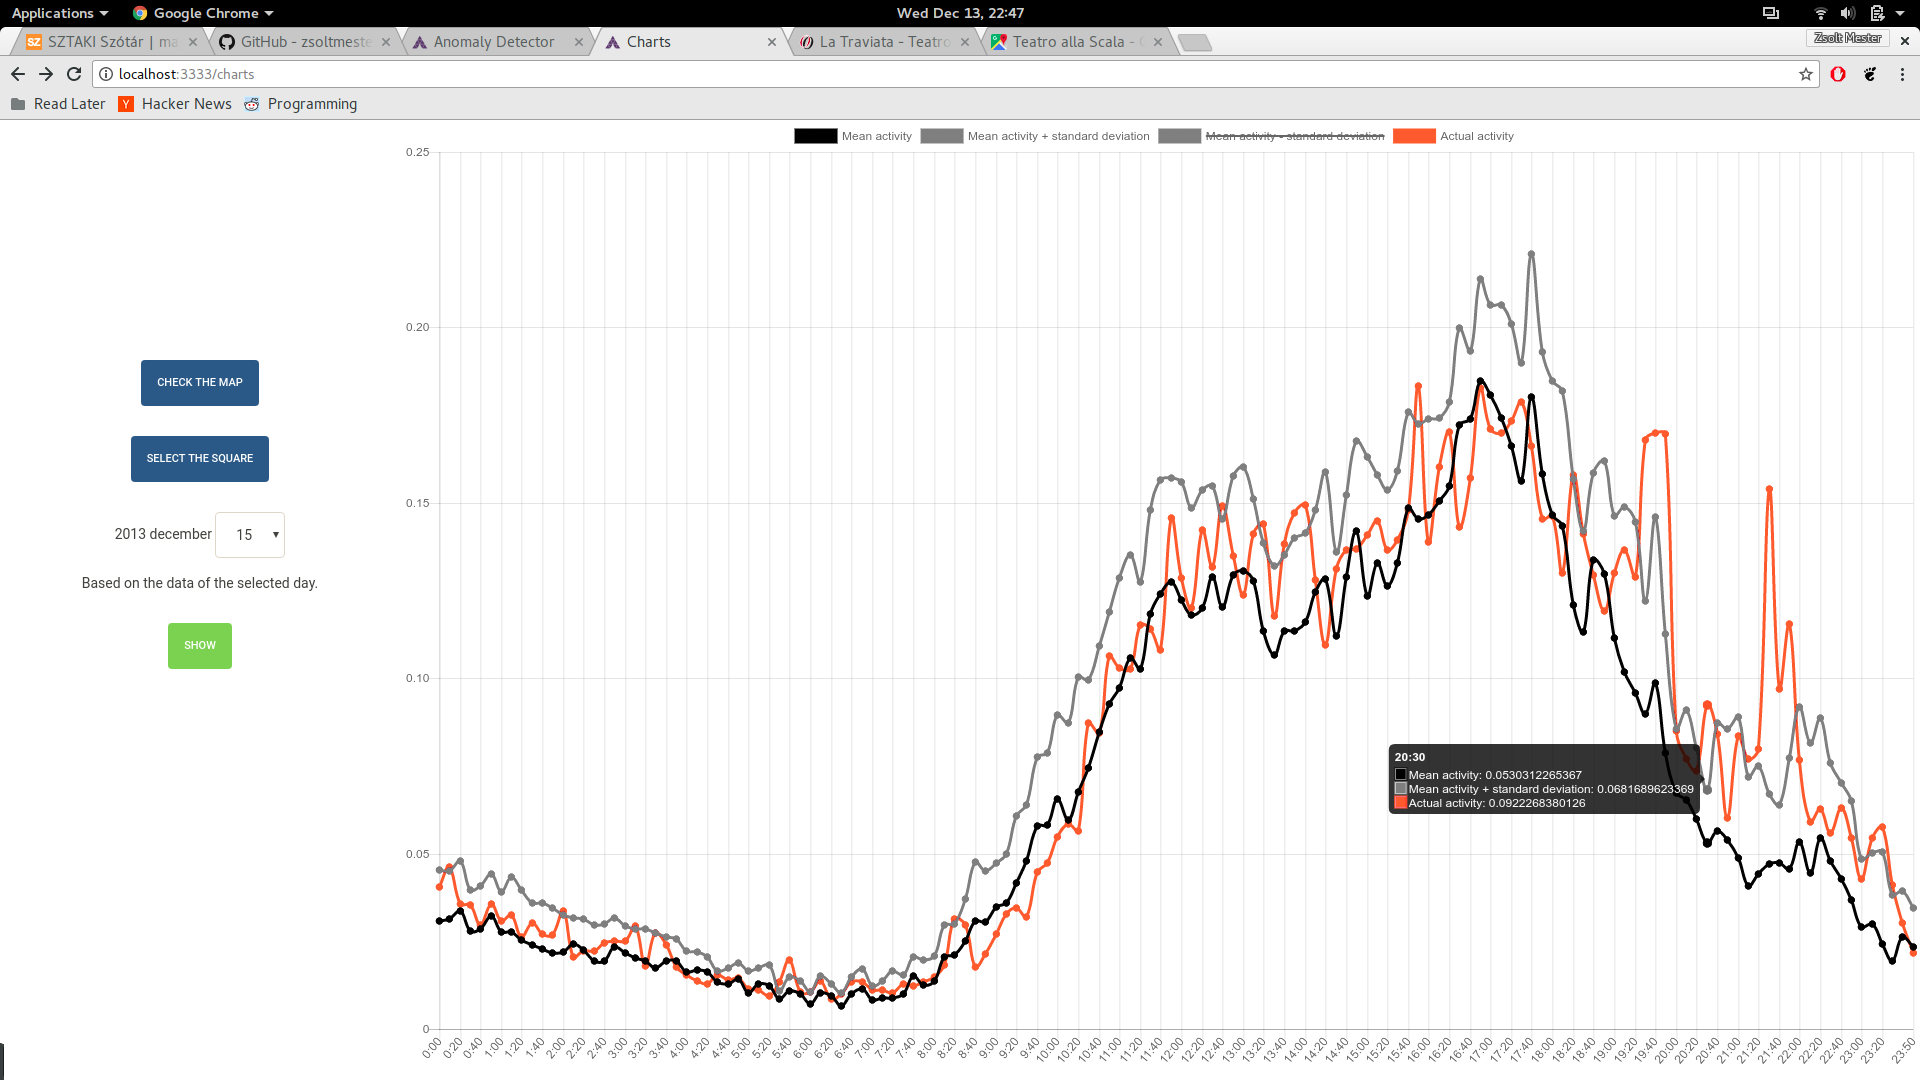 Applications Google Chrome Wed Dec 13, 22:47
SZTAKI Szótár | ma GitHub - zsoltmeste Anomaly Detector Charts La Traviata - Teatro Teatro alla Scala - Zsolt Mester
localhost:3333/charts
Read Later Hacker News Programming
Mean activity Mean activity + standard deviation Mean activity - standard deviation Actual activity
0.25
0.20
0.15
0.10
0.05
0
CHECK THE MAP
SELECT THE SQUARE
2013 december 15
Based on the data of the selected day.
SHOW
20:30
Mean activity: 0.0530312265367
Mean activity + standard deviation: 0.0681689623369
Actual activity: 0.0922268380126
0:00 0:20 0:40 1:00 1:20 1:40 2:00 2:20 2:40 3:00 3:20 3:40 4:00 4:20 4:40 5:00 5:20 5:40 6:00 6:20 6:40 7:00 7:20 7:40 8:00 8:20 8:40 9:00 9:20 9:40 10:00 10:20 10:40 11:00 11:20 11:40 12:00 12:20 12:40 13:00 13:20 13:40 14:00 14:20 14:40 15:00 15:20 15:40 16:00 16:20 16:40 17:00 17:20 17:40 18:00 18:20 18:40 19:00 19:20 19:40 20:00 20:20 20:40 21:00 21:20 21:40 22:00 22:20 22:40 23:00 23:20 23:50